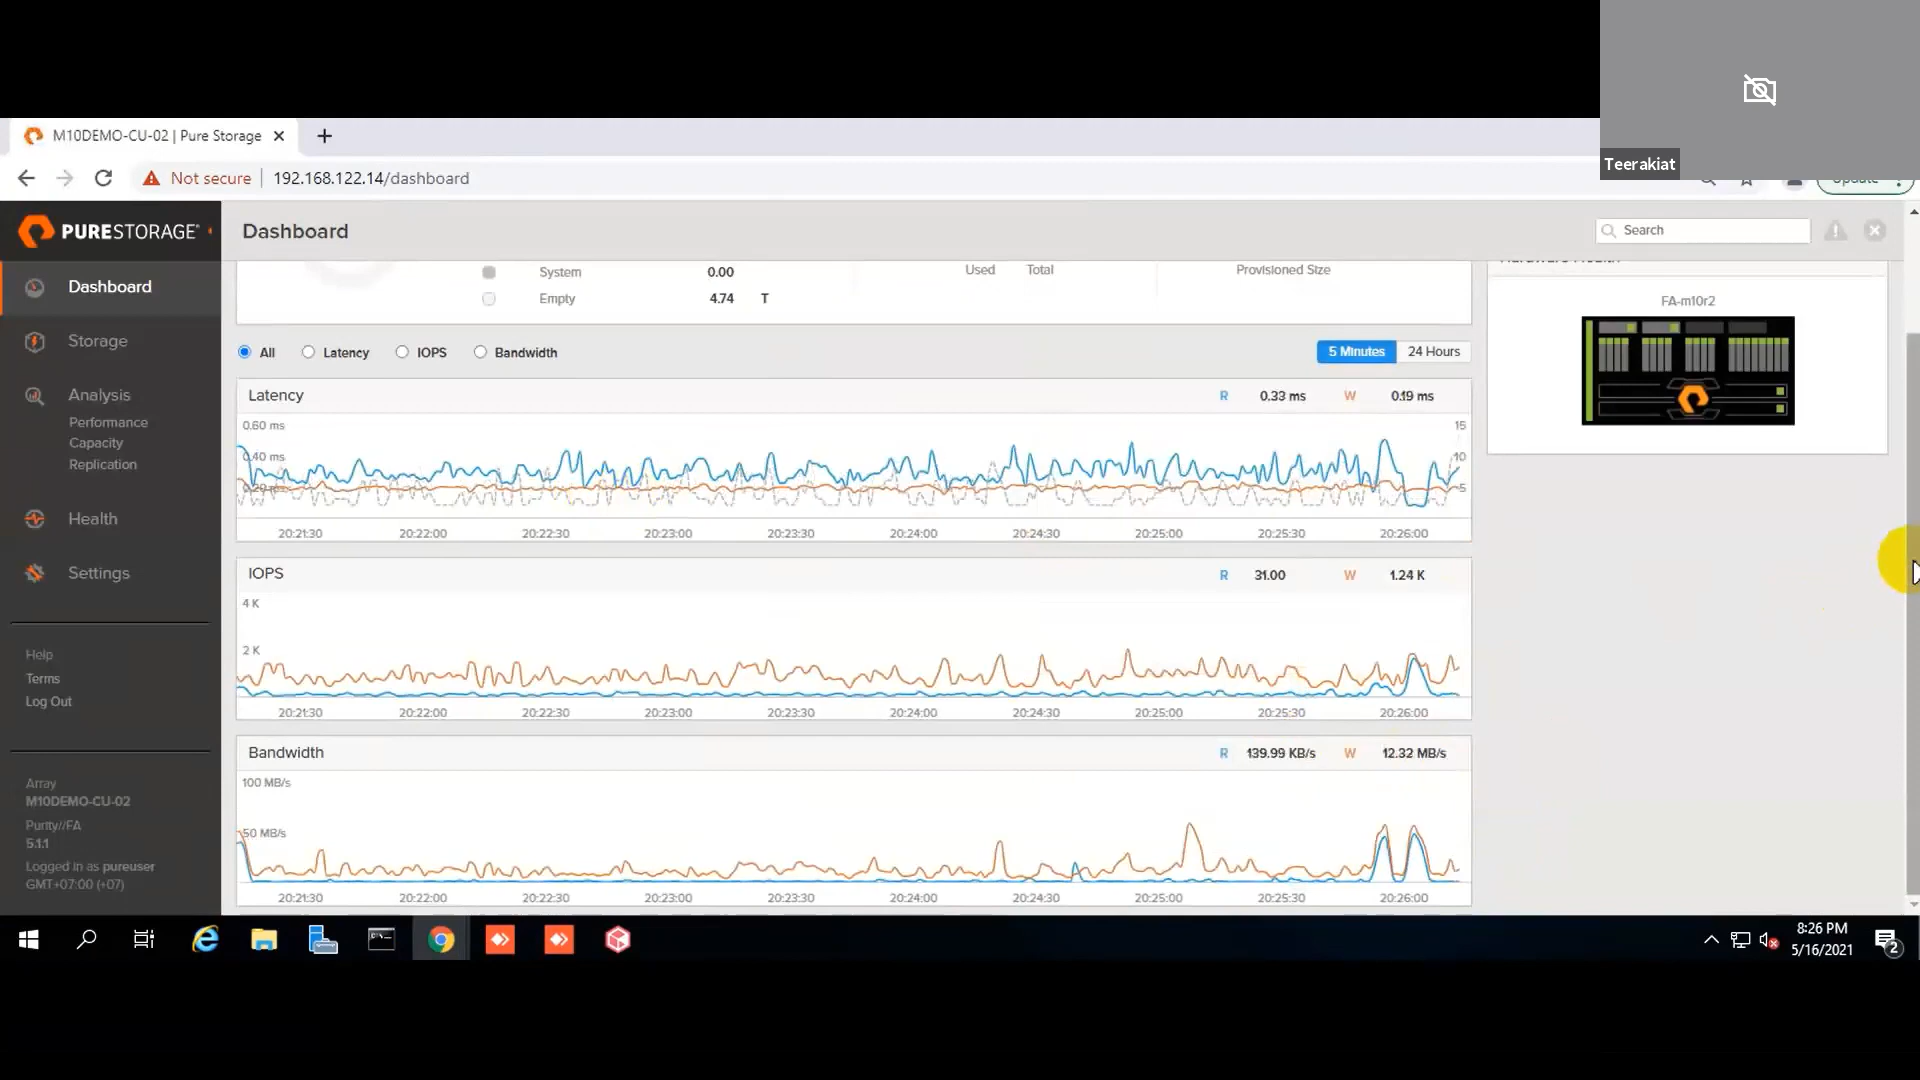 Teerakiat
M10DEMO-CU-02 | Pure Storage
Not secure
192.168.122.14/dashboard
PURESTORAGE®
Dashboard
Search
Dashboard
Storage
Analysis
Performance
Capacity
Replication
Health
Settings
Help
Terms
Log Out
Array
M10DEMO-CU-02
Purity//FA
5.1.1
Logged in as pureuser
GMT+07:00 (+07)
System 0.00
Empty 4.74 T
Used Total
Provisioned Size
FA-m10r2
All Latency IOPS Bandwidth
5 Minutes 24 Hours
Latency R 0.33 ms W 0.19 ms
0.60 ms 15
0.40 ms 10
0.20 ms 5
20:21:30 20:22:00 20:22:30 20:23:00 20:23:30 20:24:00 20:24:30 20:25:00 20:25:30 20:26:00
IOPS R 31.00 W 1.24 K
4 K
2 K
20:21:30 20:22:00 20:22:30 20:23:00 20:23:30 20:24:00 20:24:30 20:25:00 20:25:30 20:26:00
Bandwidth R 139.99 KB/s W 12.32 MB/s
100 MB/s
50 MB/s
20:21:30 20:22:00 20:22:30 20:23:00 20:23:30 20:24:00 20:24:30 20:25:00 20:25:30 20:26:00
8:26 PM
5/16/2021
2